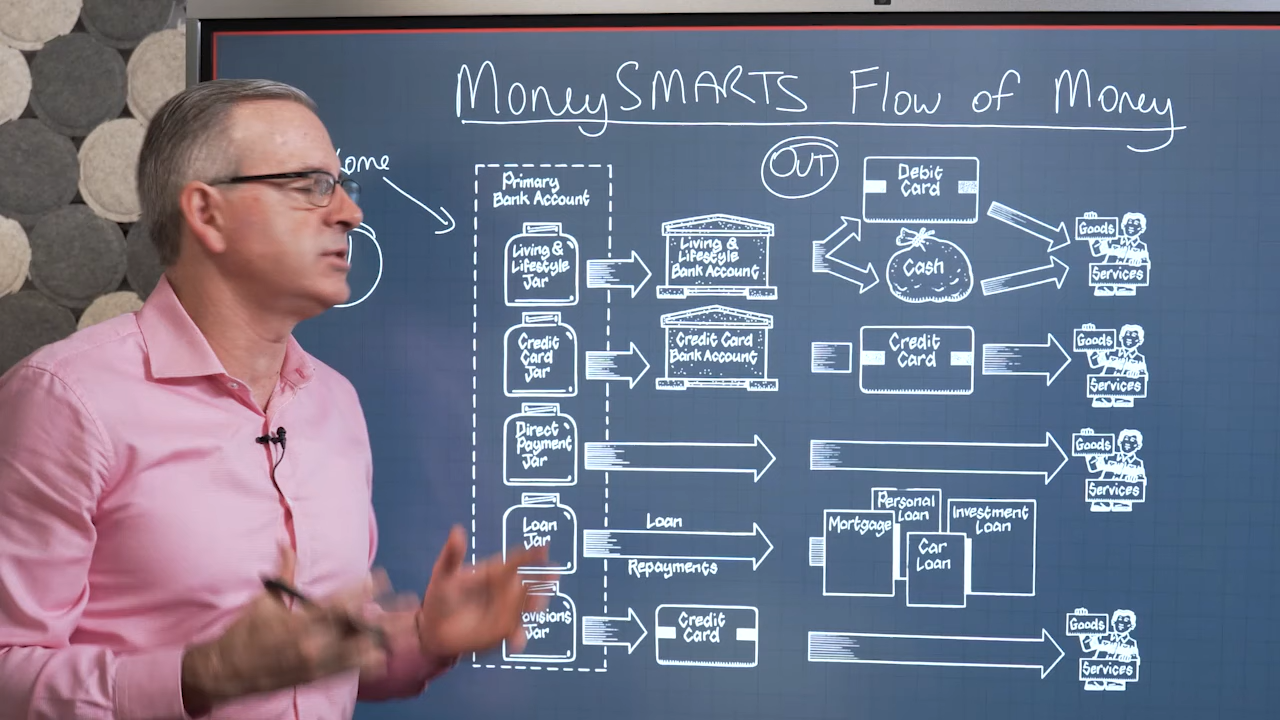 MoneySMARTS Flow of Money
OUT
Primary
Bank Account
Living &
Lifestyle
Jar
Living &
Lifestyle
Bank Account
Debit
Card
Cash
Goods
Services
Credit
Card
Jar
Credit Card
Bank Account
Credit
Card
Goods
Services
Direct
Payment
Jar
Goods
Services
Loan
Jar
Loan
Repayments
Mortgage
Personal
Loan
Car
Loan
Investment
Loan
Jar
Credit
Card
Goods
Services